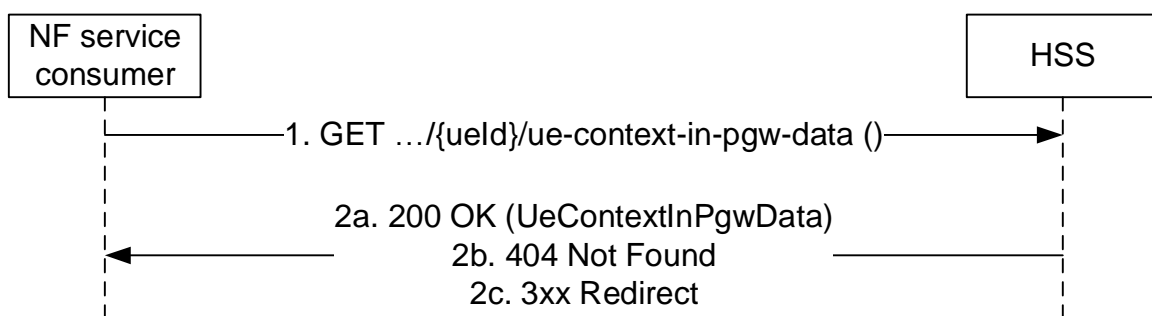 NF service
consumer
HSS
1. GET …/{ueId}/ue-context-in-pgw-data ()
2a. 200 OK (UeContextInPgwData)
2b. 404 Not Found
2c. 3xx Redirect